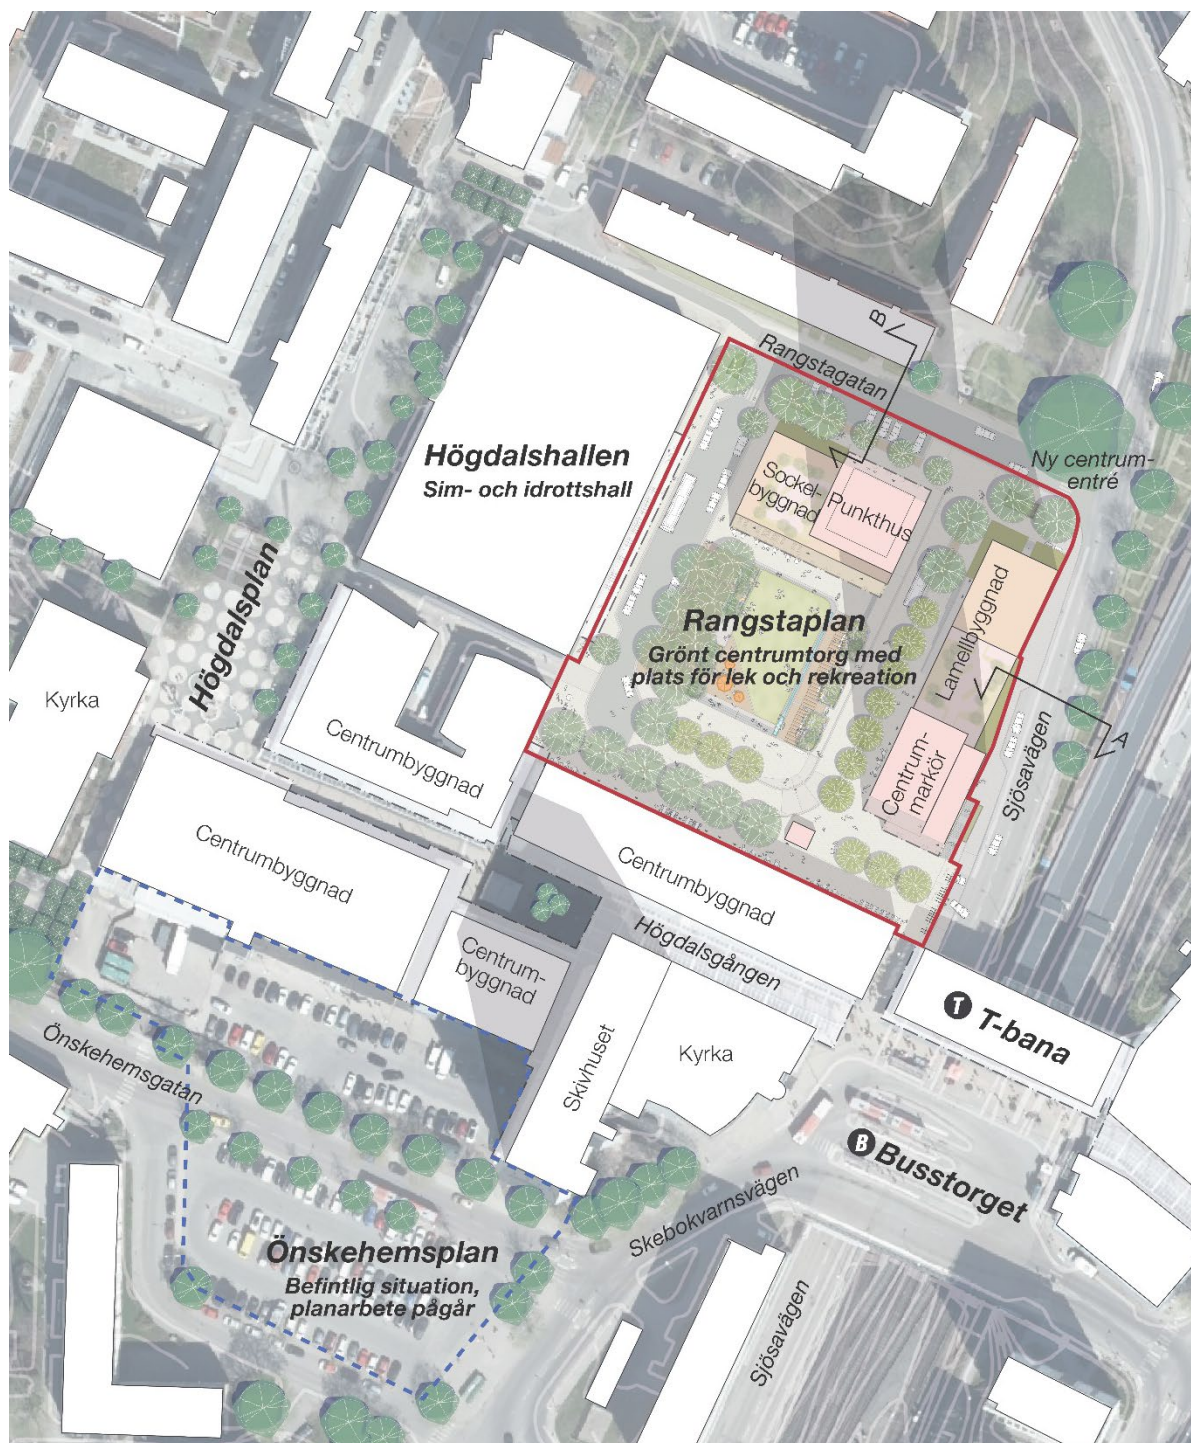 B
Rangstagatan
Högdalshallen
Sim- och idrottshall
Ny centrum-
entré
Sockel-
byggnad
Punkthus
Lamellbyggnad
Högdalsplan
Rangstaplan
Grönt centrumtorg med
plats för lek och rekreation
Kyrka
Centrumbyggnad
Centrum-
markör
Sjösavägen
A
Centrumbyggnad
Centrumbyggnad
Högdalsgången
Centrum-
byggnad
T T-bana
Önskehemsgatan
Skivhuset
Kyrka
B Busstorget
Skebokvarnsvägen
Önskehemsplan
Befintlig situation,
planarbete pågår
Sjösavägen